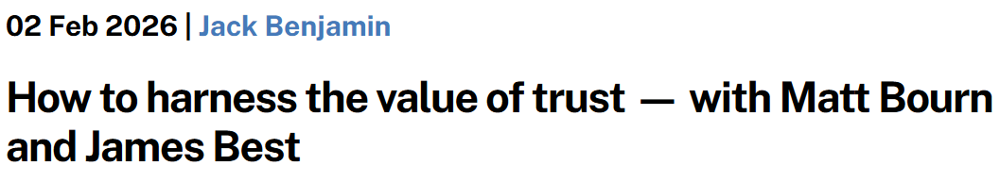 02 Feb 2026 | Jack Benjamin
How to harness the value of trust — with Matt Bourn
and James Best